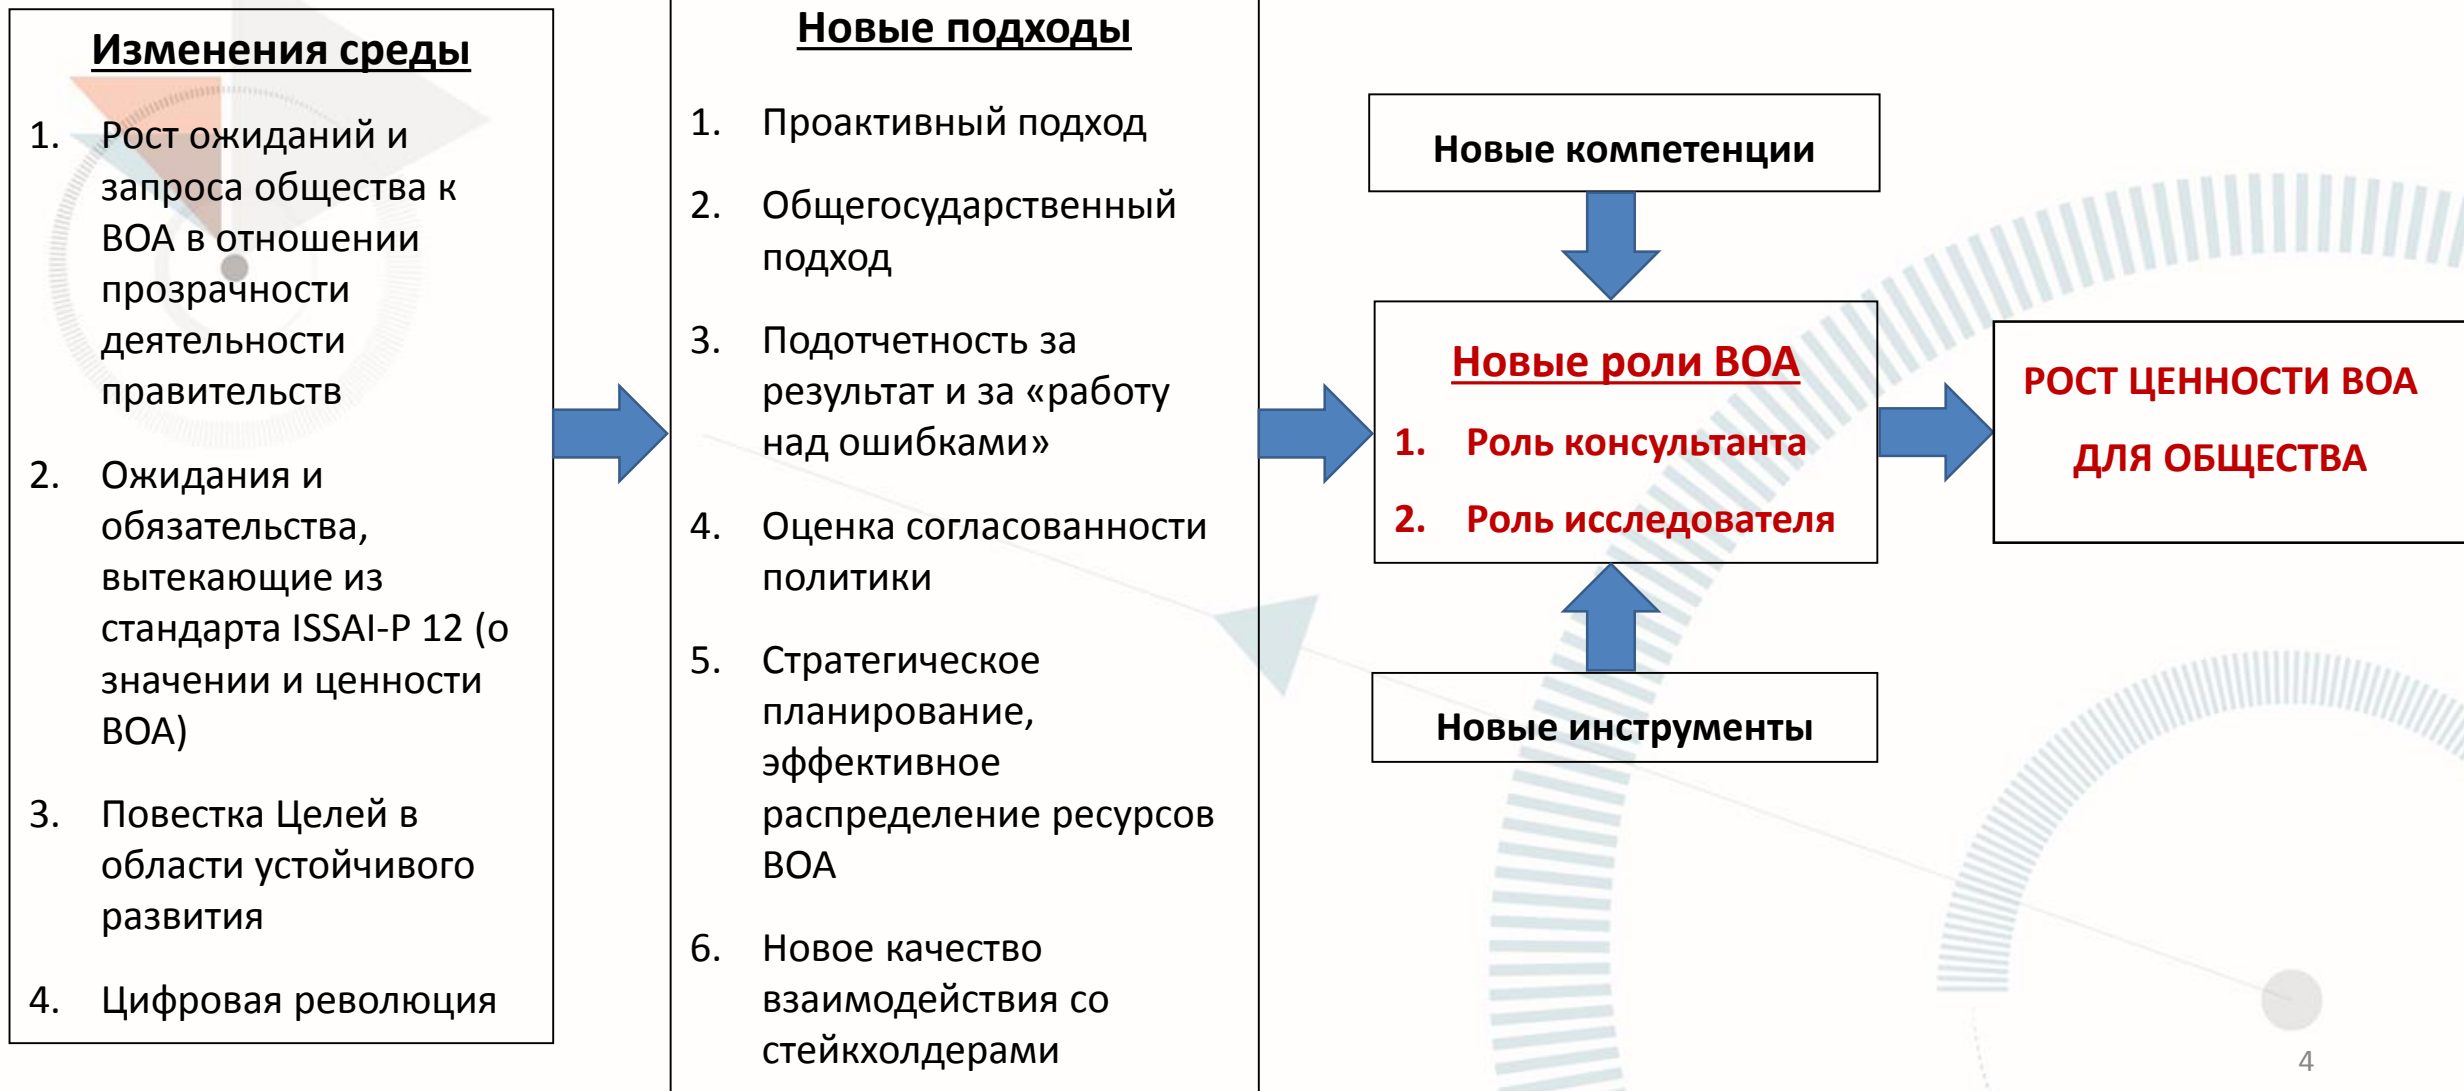 Изменения среды
1. Рост ожиданий и
запроса общества к
ВОА в отношении
прозрачности
деятельности
правительств
2. Ожидания и
обязательства,
вытекающие из
стандарта ISSAI-P 12 (о
значении и ценности
ВОА)
3. Повестка Целей в
области устойчивого
развития
4. Цифровая революция
Новые подходы
1. Проактивный подход
2. Общегосударственный
подход
3. Подотчетность за
результат и за «работу
над ошибками»
4. Оценка согласованности
политики
5. Стратегическое
планирование,
эффективное
распределение ресурсов
ВОА
6. Новое качество
взаимодействия со
стейкхолдерами
Новые компетенции
Новые роли ВОА
1. Роль консультанта
2. Роль исследователя
Новые инструменты
РОСТ ЦЕННОСТИ ВОА
ДЛЯ ОБЩЕСТВА
4